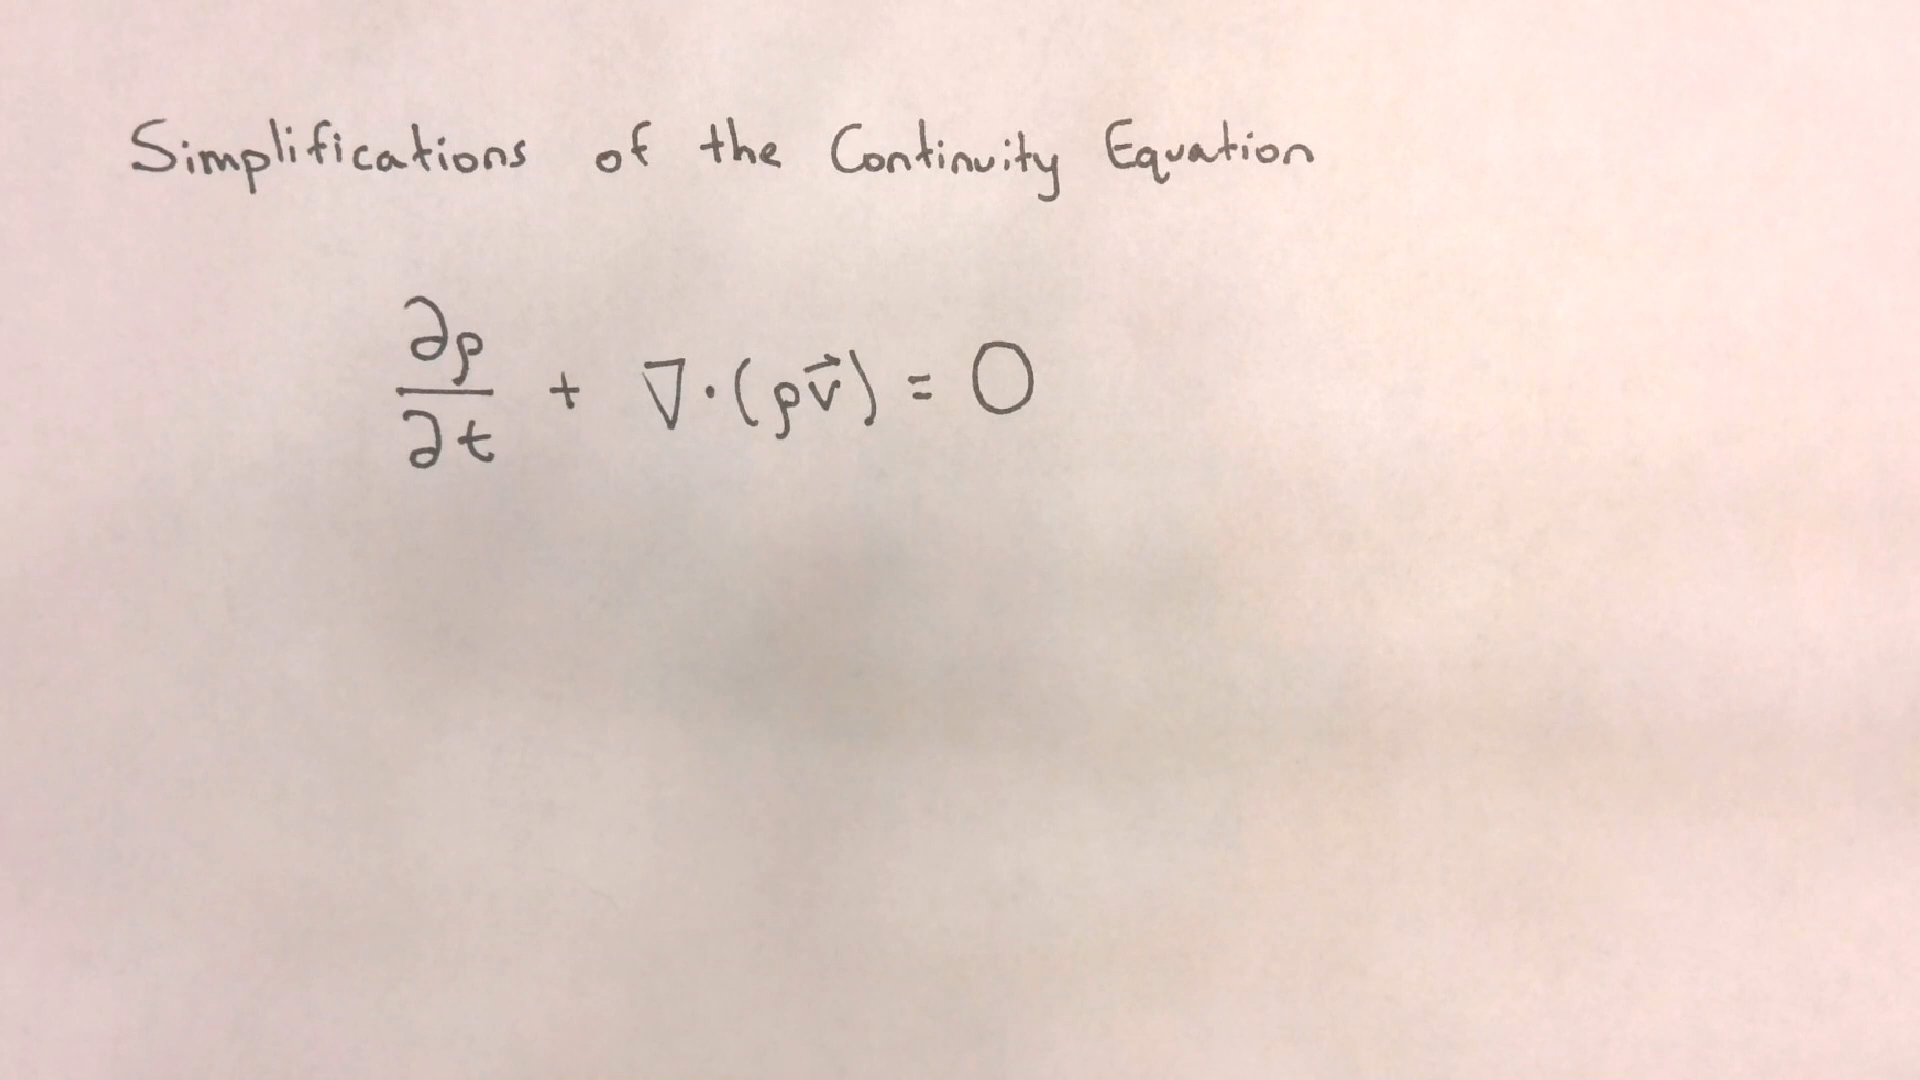 Simplifications of the Continuity Equation
∂ρ/∂t + ∇·(ρv⃗) = 0